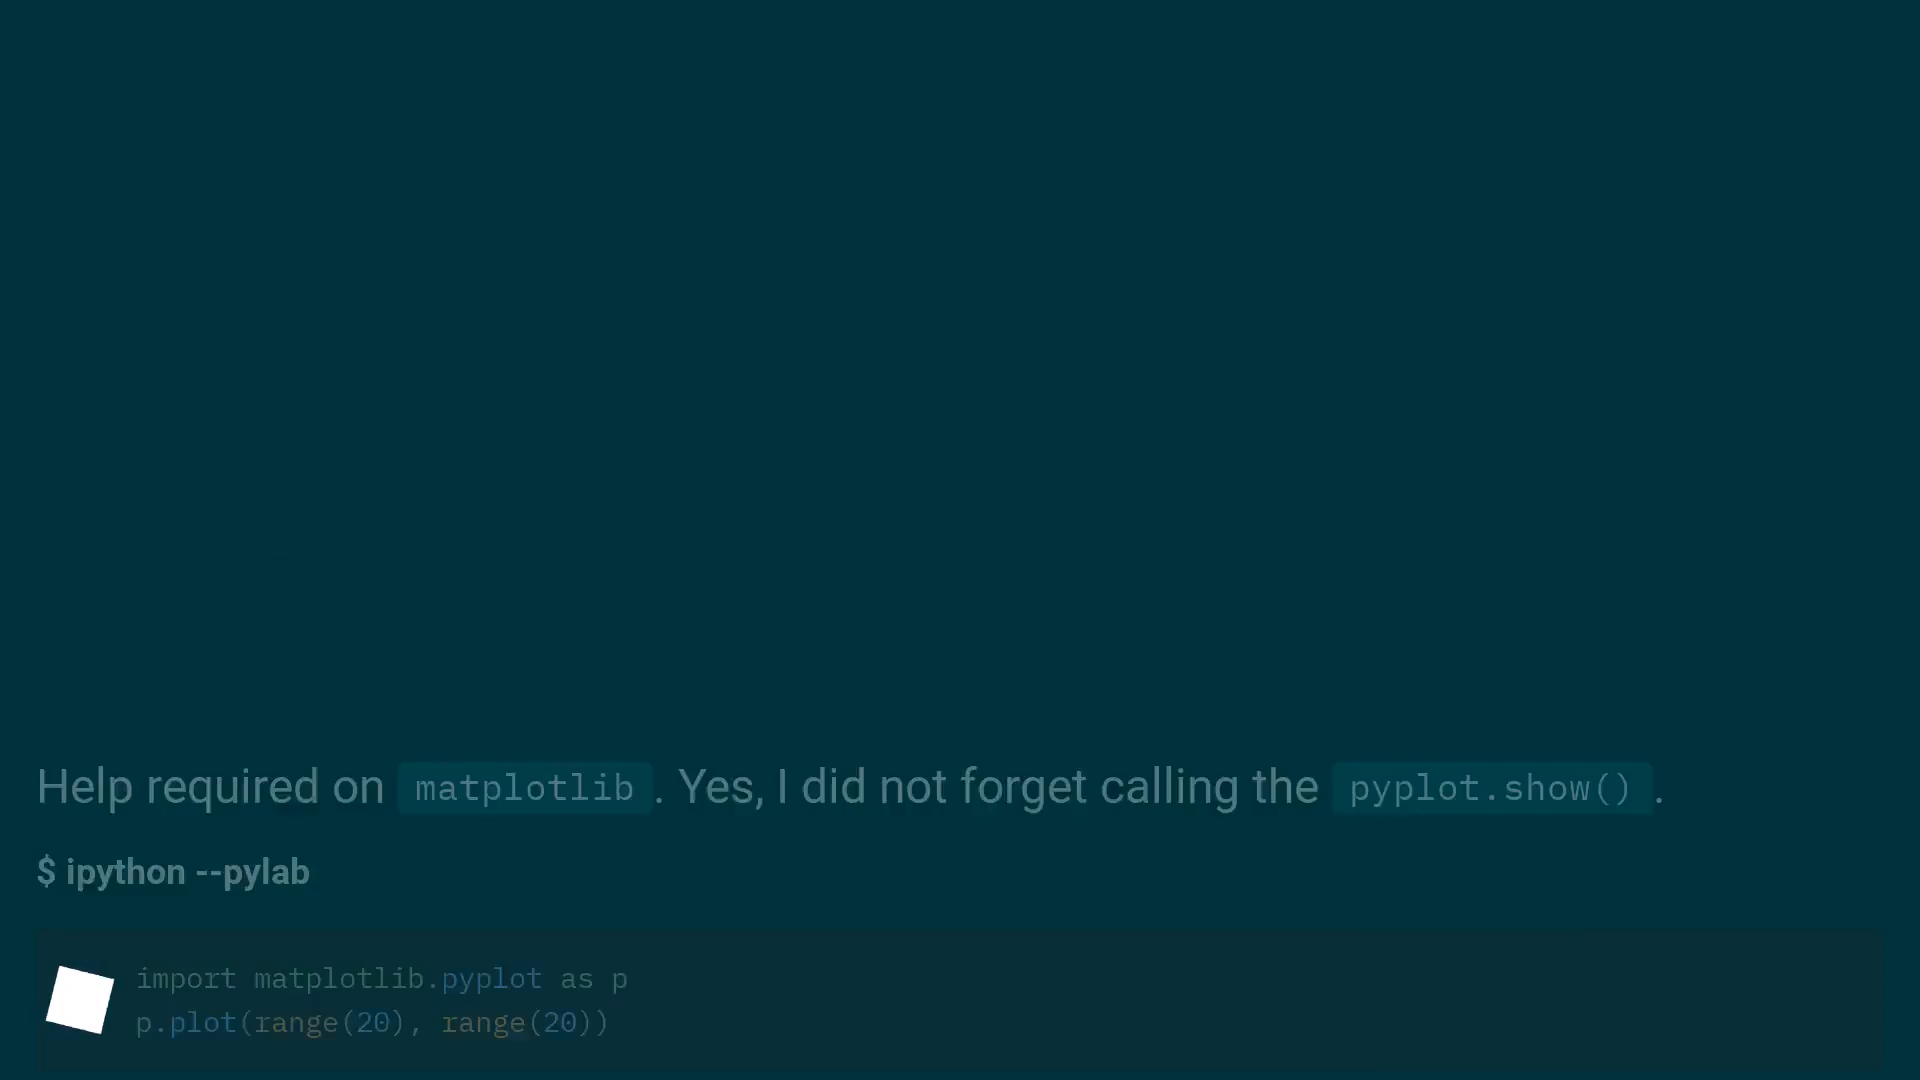 Help required on matplotlib. Yes, I did not forget calling the pyplot.show().
$ ipython --pylab
import matplotlib.pyplot as p
p.plot(range(20), range(20))